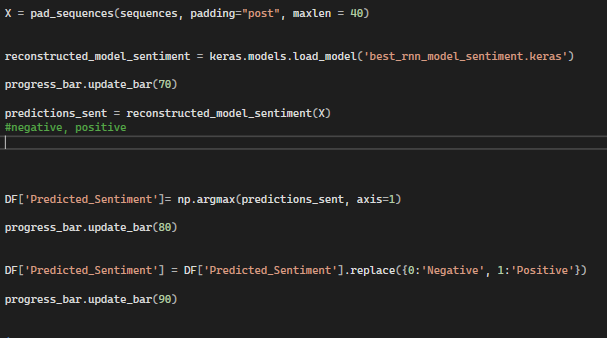 X = pad_sequences(sequences, padding="post", maxlen = 40)
reconstructed_model_sentiment = keras.models.load_model('best_rnn_model_sentiment.keras')
progress_bar.update_bar(70)
predictions_sent = reconstructed_model_sentiment(X)
#negative, positive
DF['Predicted_Sentiment']= np.argmax(predictions_sent, axis=1)
progress_bar.update_bar(80)
DF['Predicted_Sentiment'] = DF['Predicted_Sentiment'].replace({0:'Negative', 1:'Positive'})
progress_bar.update_bar(90)